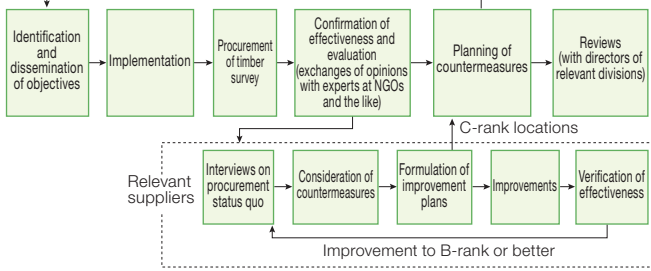 Identification
and
dissemination
of objectives
Implementation
Procurement
of timber
survey
Confirmation of
effectiveness and
evaluation
(exchanges of opinions
with experts at NGOs
and the like)
Planning of
countermeasures
Reviews
(with directors of
relevant divisions)
C-rank locations
Relevant
suppliers
Interviews on
procurement
status quo
Consideration of
countermeasures
Formulation of
improvement
plans
Improvements
Verification of
effectiveness
Improvement to B-rank or better